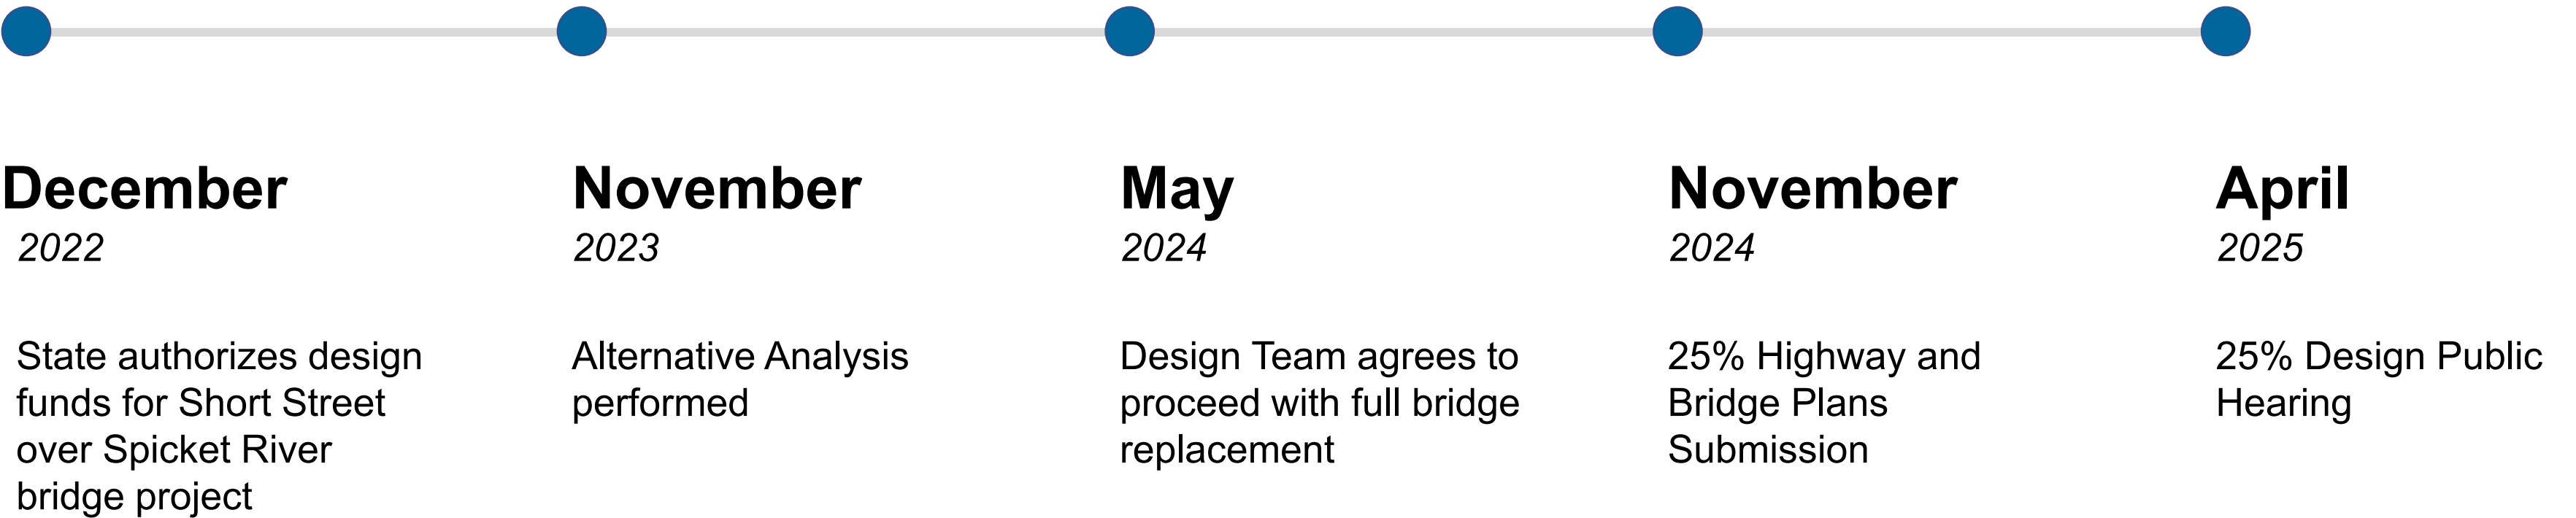 December
2022
State authorizes design
funds for Short Street
over Spicket River
bridge project
November
2023
Alternative Analysis
performed
May
2024
Design Team agrees to
proceed with full bridge
replacement
November
2024
25% Highway and
Bridge Plans
Submission
April
2025
25% Design Public
Hearing